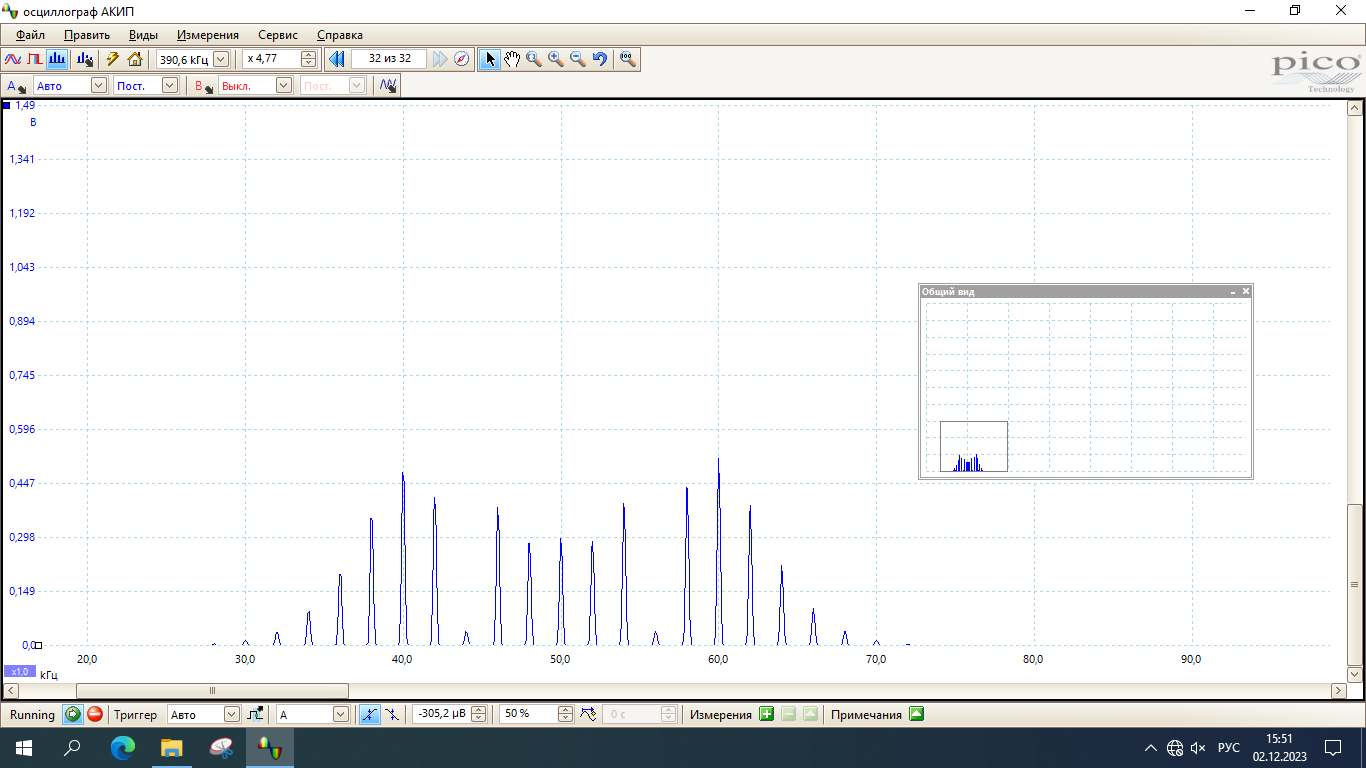 осциллограф АКИП
Файл Править Виды Измерения Сервис Справка
390,6 кГц x 4,77 32 из 32
pico
Technology
A Авто Пост. B Выкл. Пост.
1,49
В
1,341
1,192
1,043
0,894
0,745
0,596
0,447
0,298
0,149
0,0
Общий вид
20,0 30,0 40,0 50,0 60,0 70,0 80,0 90,0
x1,0 кГц
Running Триггер Авто A -305,2 µВ 50 % 0 с Измерения Примечания
РУС
15:51
02.12.2023